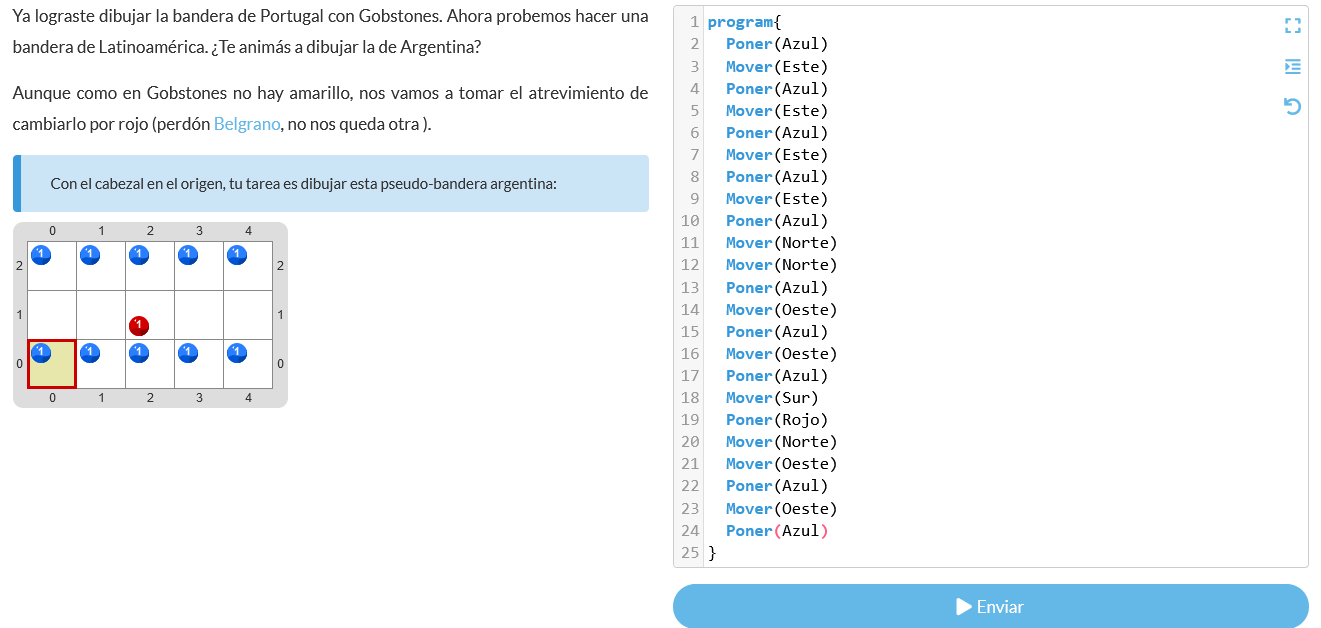 Ya lograste dibujar la bandera de Portugal con Gobstones. Ahora probemos hacer una
bandera de Latinoamérica. ¿Te animás a dibujar la de Argentina?
Aunque como en Gobstones no hay amarillo, nos vamos a tomar el atrevimiento de
cambiarlo por rojo (perdón Belgrano, no nos queda otra ).
Con el cabezal en el origen, tu tarea es dibujar esta pseudo-bandera argentina:
0 1 2 3 4
2 1 1 1 1 1 2
1 1 1
0 1 1 1 1 1 0
0 1 2 3 4
1 program{
2 Poner(Azul)
3 Mover(Este)
4 Poner(Azul)
5 Mover(Este)
6 Poner(Azul)
7 Mover(Este)
8 Poner(Azul)
9 Mover(Este)
10 Poner(Azul)
11 Mover(Norte)
12 Mover(Norte)
13 Poner(Azul)
14 Mover(Oeste)
15 Poner(Azul)
16 Mover(Oeste)
17 Poner(Azul)
18 Mover(Sur)
19 Poner(Rojo)
20 Mover(Norte)
21 Mover(Oeste)
22 Poner(Azul)
23 Mover(Oeste)
24 Poner(Azul)
25 }
Enviar